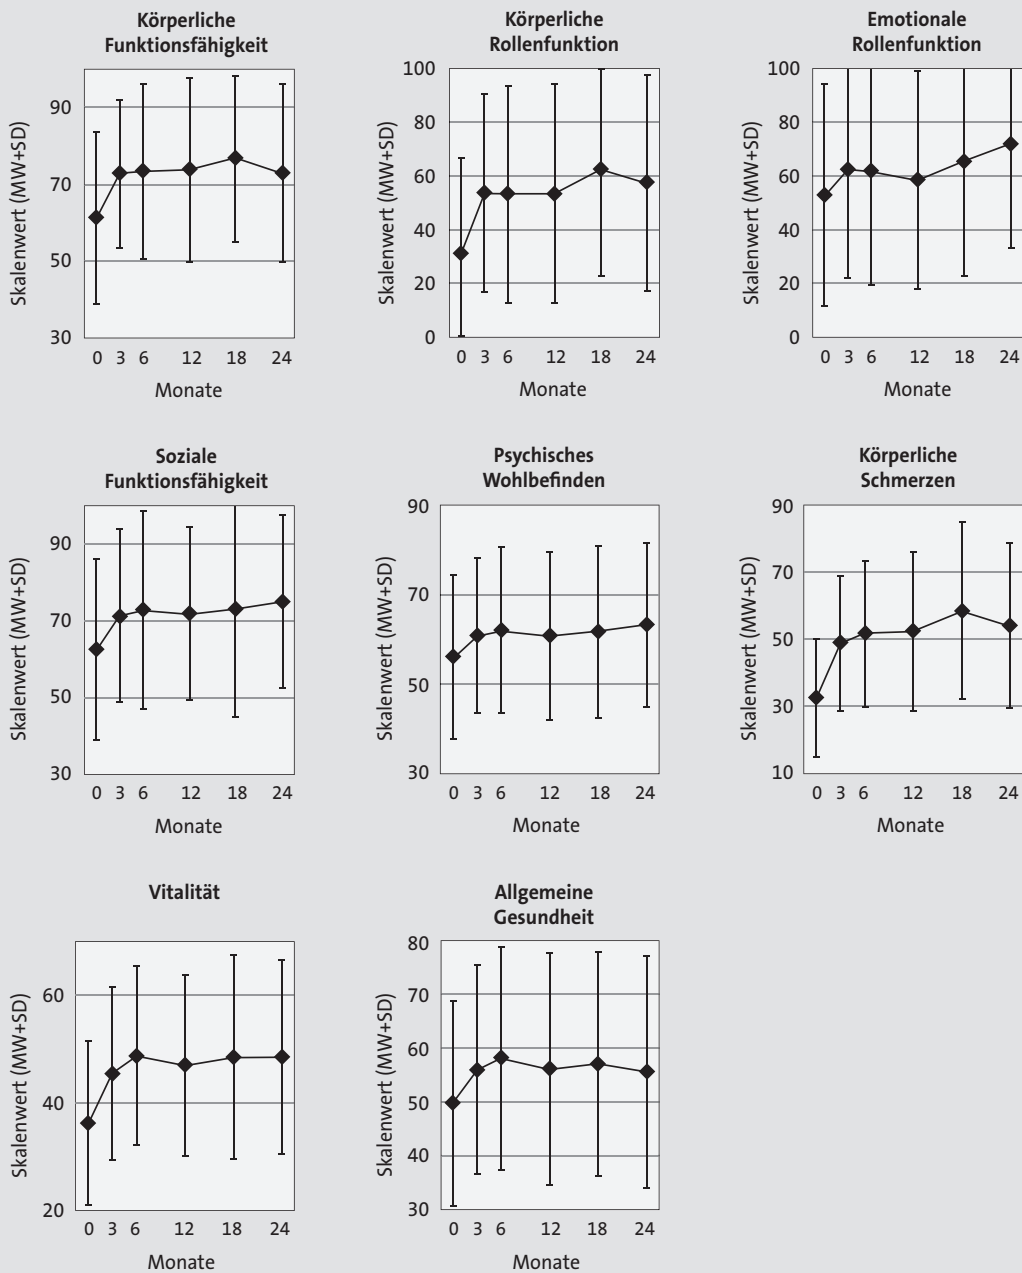 Körperliche
Funktionsfähigkeit
Skalenwert (MW+SD)
90
70
50
30
0 3 6 12 18 24
Monate
Körperliche
Rollenfunktion
Skalenwert (MW+SD)
100
80
60
40
20
0
0 3 6 12 18 24
Monate
Emotionale
Rollenfunktion
Skalenwert (MW+SD)
100
80
60
40
20
0
0 3 6 12 18 24
Monate
Soziale
Funktionsfähigkeit
Skalenwert (MW+SD)
90
70
50
30
0 3 6 12 18 24
Monate
Psychisches
Wohlbefinden
Skalenwert (MW+SD)
90
70
50
30
0 3 6 12 18 24
Monate
Körperliche
Schmerzen
Skalenwert (MW+SD)
90
70
50
30
10
0 3 6 12 18 24
Monate
Vitalität
Skalenwert (MW+SD)
60
40
20
0 3 6 12 18 24
Monate
Allgemeine
Gesundheit
Skalenwert (MW+SD)
80
70
60
50
40
30
0 3 6 12 18 24
Monate